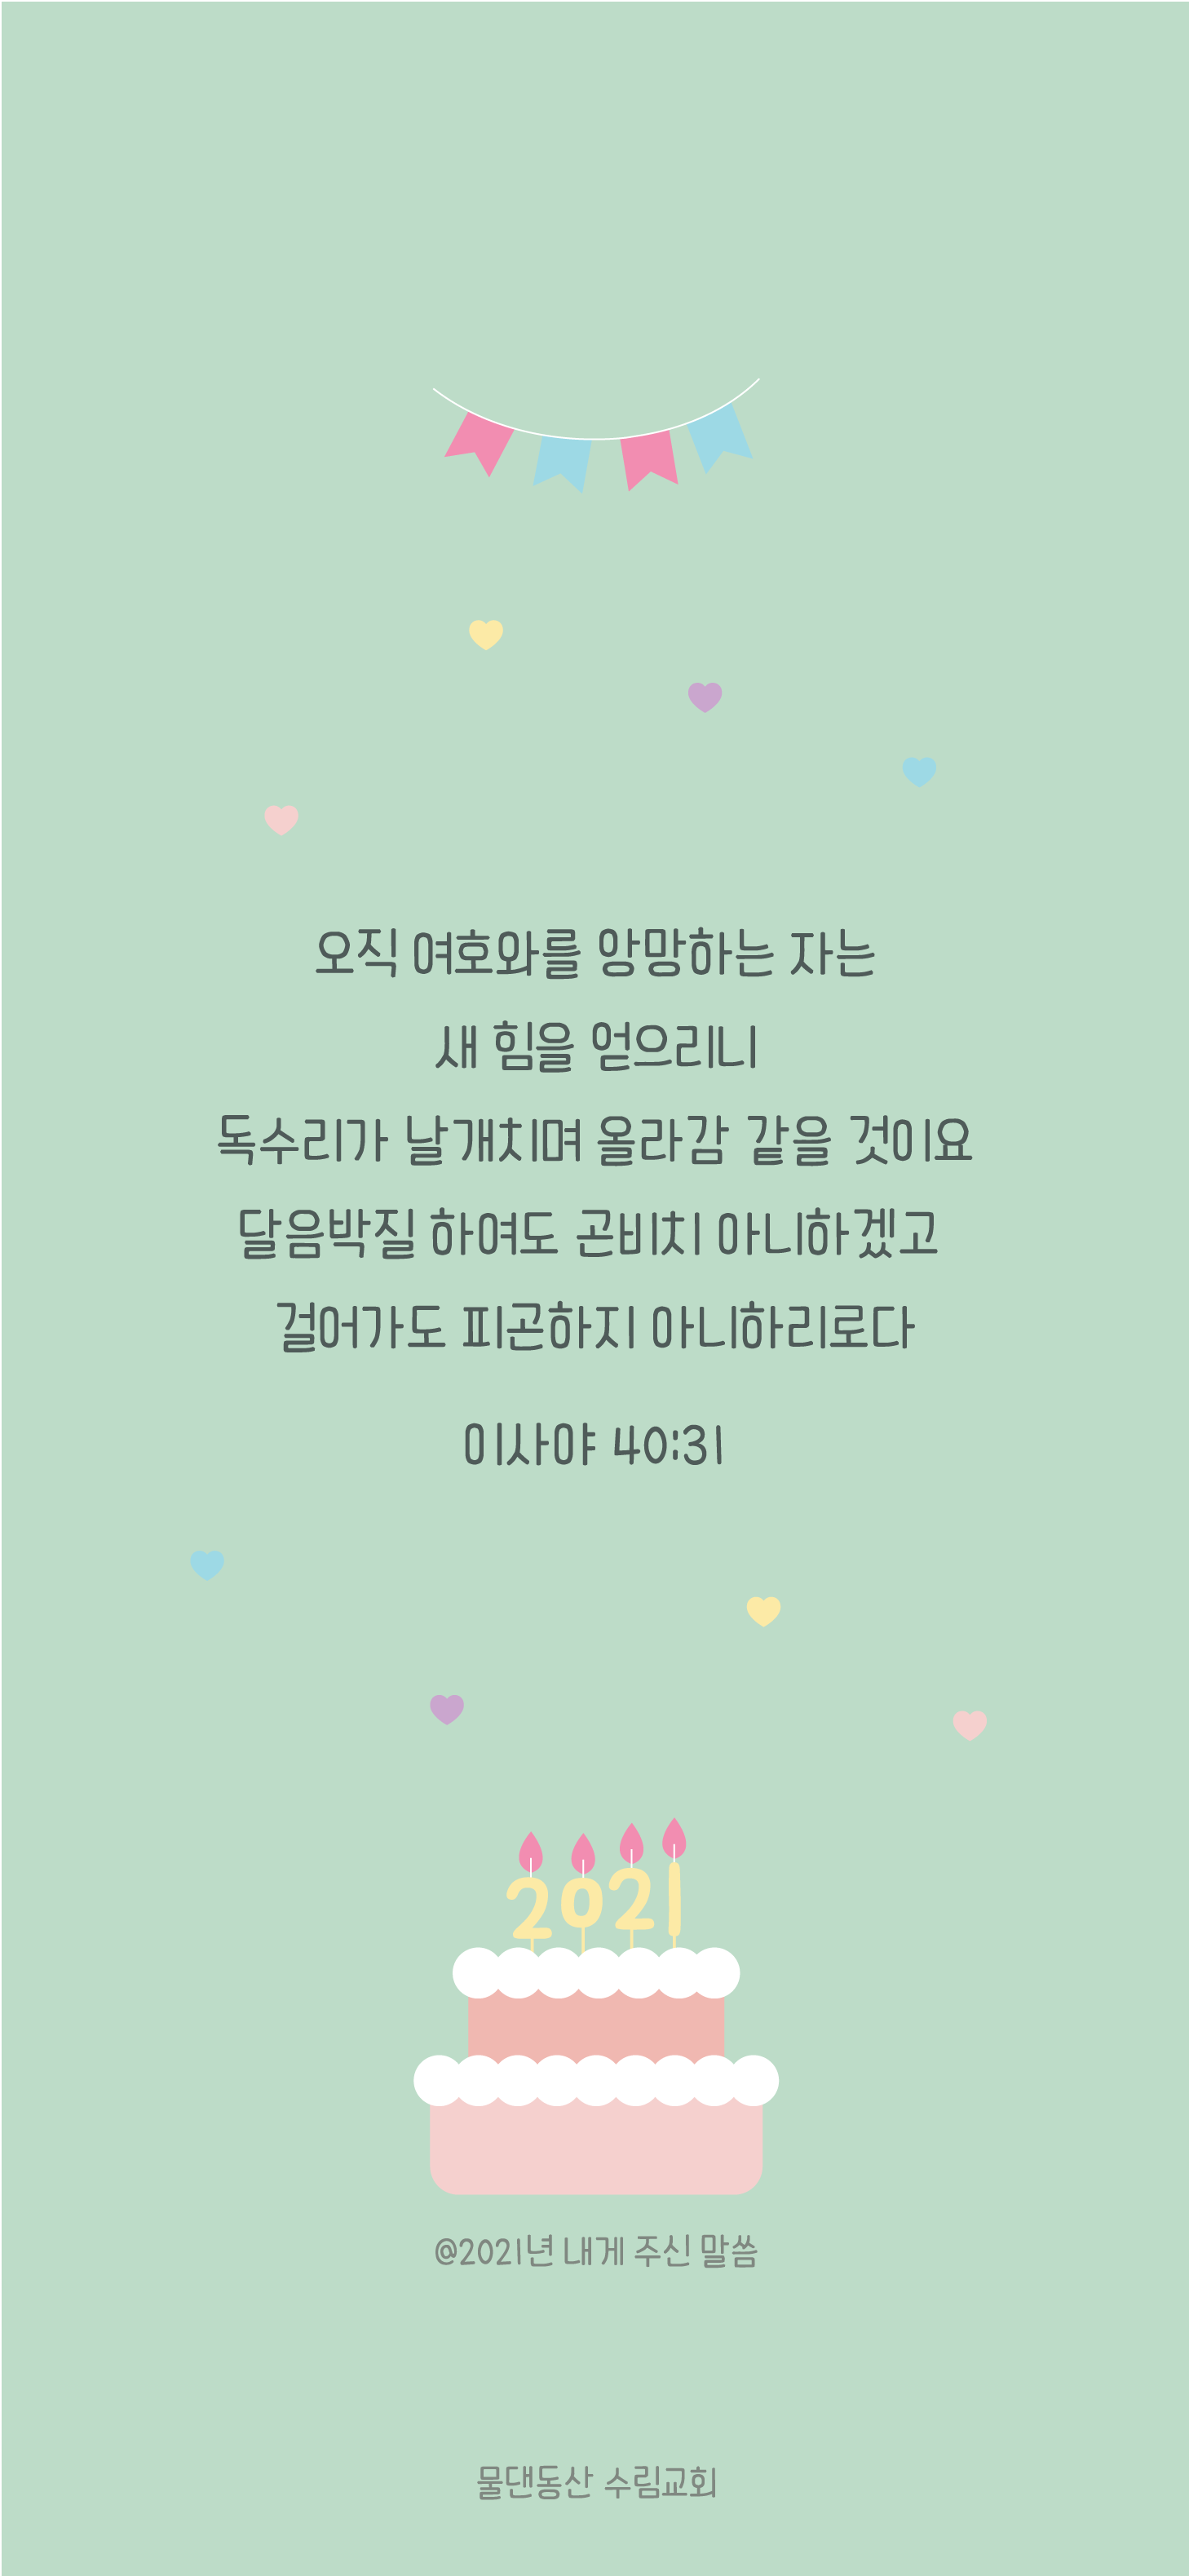 오직 여호와를 앙망하는 자는
새 힘을 얻으리니
독수리가 날개치며 올라감 같을 것이요
달음박질 하여도 곤비치 아니하겠고
걸어가도 피곤하지 아니하리로다
이사야 40:31
2021
@2021년 내게 주신 말씀
물댄동산 수림교회